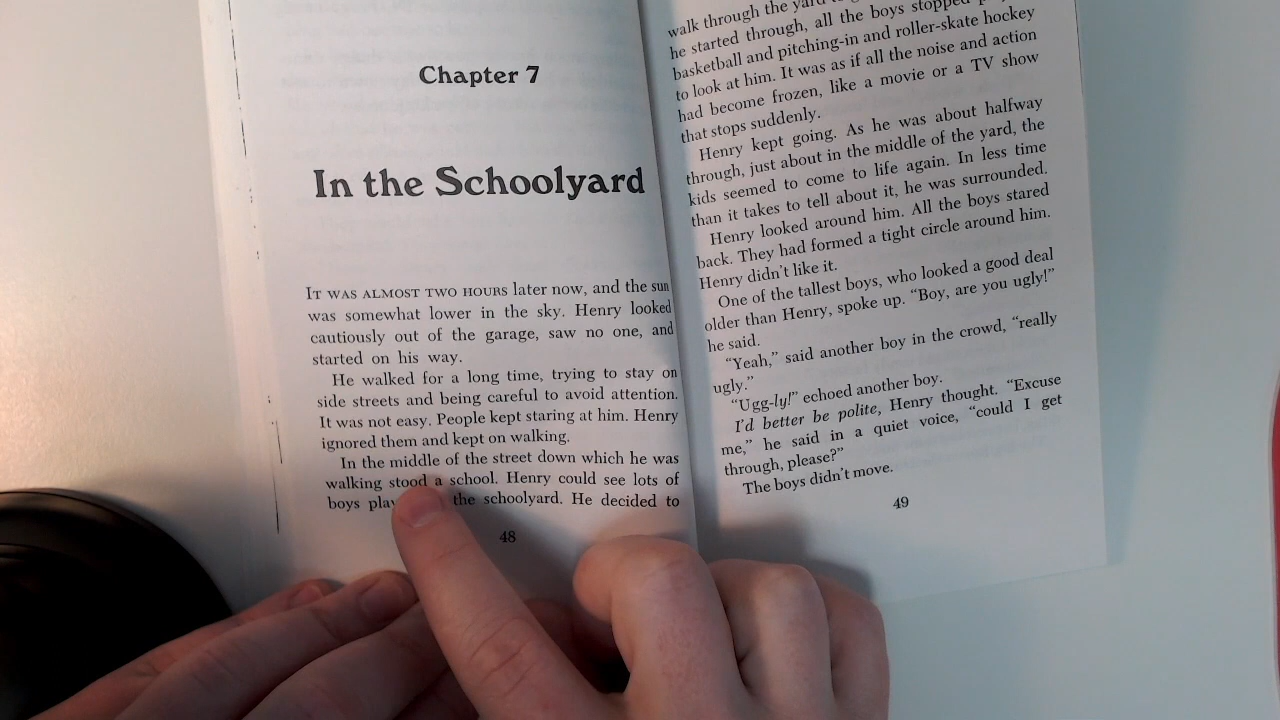 Chapter 7
In the Schoolyard
IT WAS ALMOST TWO HOURS later now, and the sun
was somewhat lower in the sky. Henry looked
cautiously out of the garage, saw no one, and
started on his way.
He walked for a long time, trying to stay on
side streets and being careful to avoid attention.
It was not easy. People kept staring at him. Henry
ignored them and kept on walking.
In the middle of the street down which he was
walking stood a school. Henry could see lots of
boys the schoolyard. He decided to
48
walk through the yard
he started through, all the boys stopped
basketball and pitching-in and roller-skate hockey
to look at him. It was as if all the noise and action
had become frozen, like a movie or a TV show
that stops suddenly.
Henry kept going. As he was about halfway
through, just about in the middle of the yard, the
kids seemed to come to life again. In less time
than it takes to tell about it, he was surrounded.
Henry looked around him. All the boys stared
back. They had formed a tight circle around him.
Henry didn't like it.
One of the tallest boys, who looked a good deal
older than Henry, spoke up. “Boy, are you ugly!”
he said.
“Yeah,” said another boy in the crowd, “really
ugly.”
“Ugg-ly!” echoed another boy.
I'd better be polite, Henry thought. “Excuse
me,” he said in a quiet voice, “could I get
through, please?”
The boys didn't move.
49